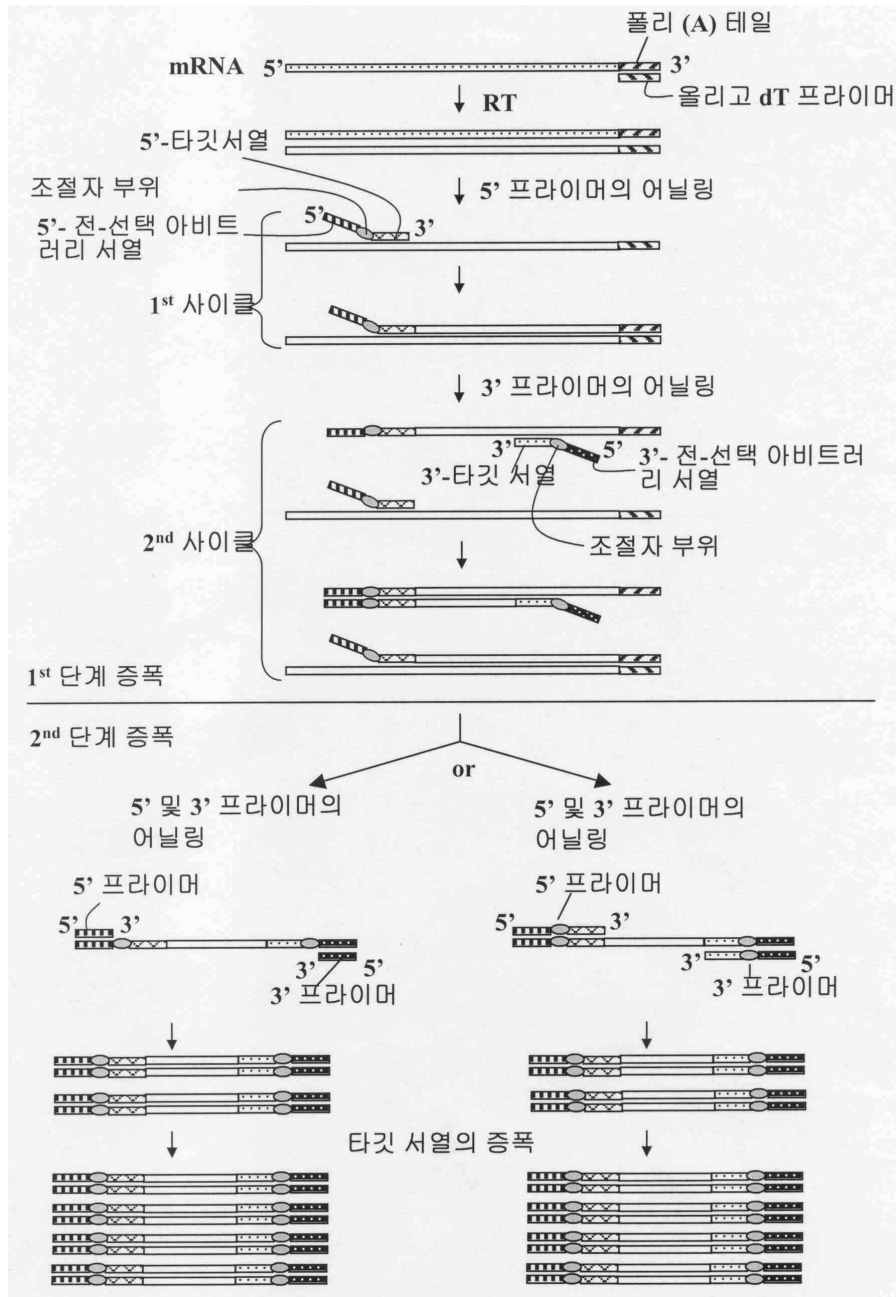 폴리 (A) 테일
mRNA 5’ 3’
올리고 dT 프라이머
RT
5’-타깃서열
조절자 부위
5’ 프라이머의 어닐링
5’- 전-선택 아비트
러리 서열
5’ 3’
1st 사이클
3’ 프라이머의 어닐링
3’ 5’
3’-타깃 서열
3’- 전-선택 아비트러
리 서열
조절자 부위
2nd 사이클
1st 단계 증폭
2nd 단계 증폭
or
5’ 및 3’ 프라이머의
어닐링
5’ 및 3’ 프라이머의
어닐링
5’ 프라이머
5’ 3’
5’
3’ 프라이머
5’ 프라이머
5’ 3’
3’ 5’
3’ 프라이머
타깃 서열의 증폭